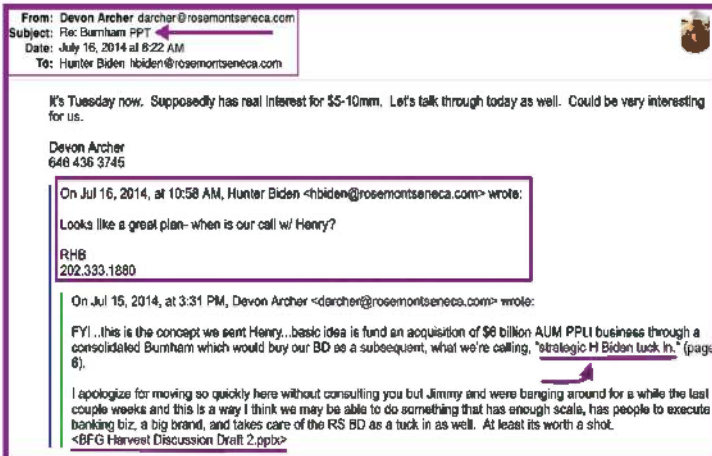 From: Devon Archer darcher@rosemontseneca.com
Subject: Re: Burnham PPT
Date: July 16, 2014 at 6:22 AM
To: Hunter Biden hbiden@rosemontseneca.com
It's Tuesday now. Supposedly has real interest for $5-10mm. Let's talk through today as well. Could be very interesting
for us.
Devon Archer
646 436 3745
On Jul 16, 2014, at 10:58 AM, Hunter Biden <hbiden@rosemontseneca.com> wrote:
Looks like a great plan- when is our call w/ Henry?
RHB
202.333.1880
On Jul 15, 2014, at 3:31 PM, Devon Archer <darcher@rosemontseneca.com> wrote:
FYI...this is the concept we sent Henry...basic idea is fund an acquisition of $6 billion AUM PPLI business through a
consolidated Burnham which would buy our BD as a subsequent, what we're calling, "strategic H Biden tuck in." (page
6).
I apologize for moving so quickly here without consulting you but Jimmy and were banging around for a while the last
couple weeks and this is a way I think we may be able to do something that has enough scale, has people to execute
banking biz, a big brand, and takes care of the RS BD as a tuck in as well. At least its worth a shot.
<BFG Harvest Discussion Draft 2.pptx>